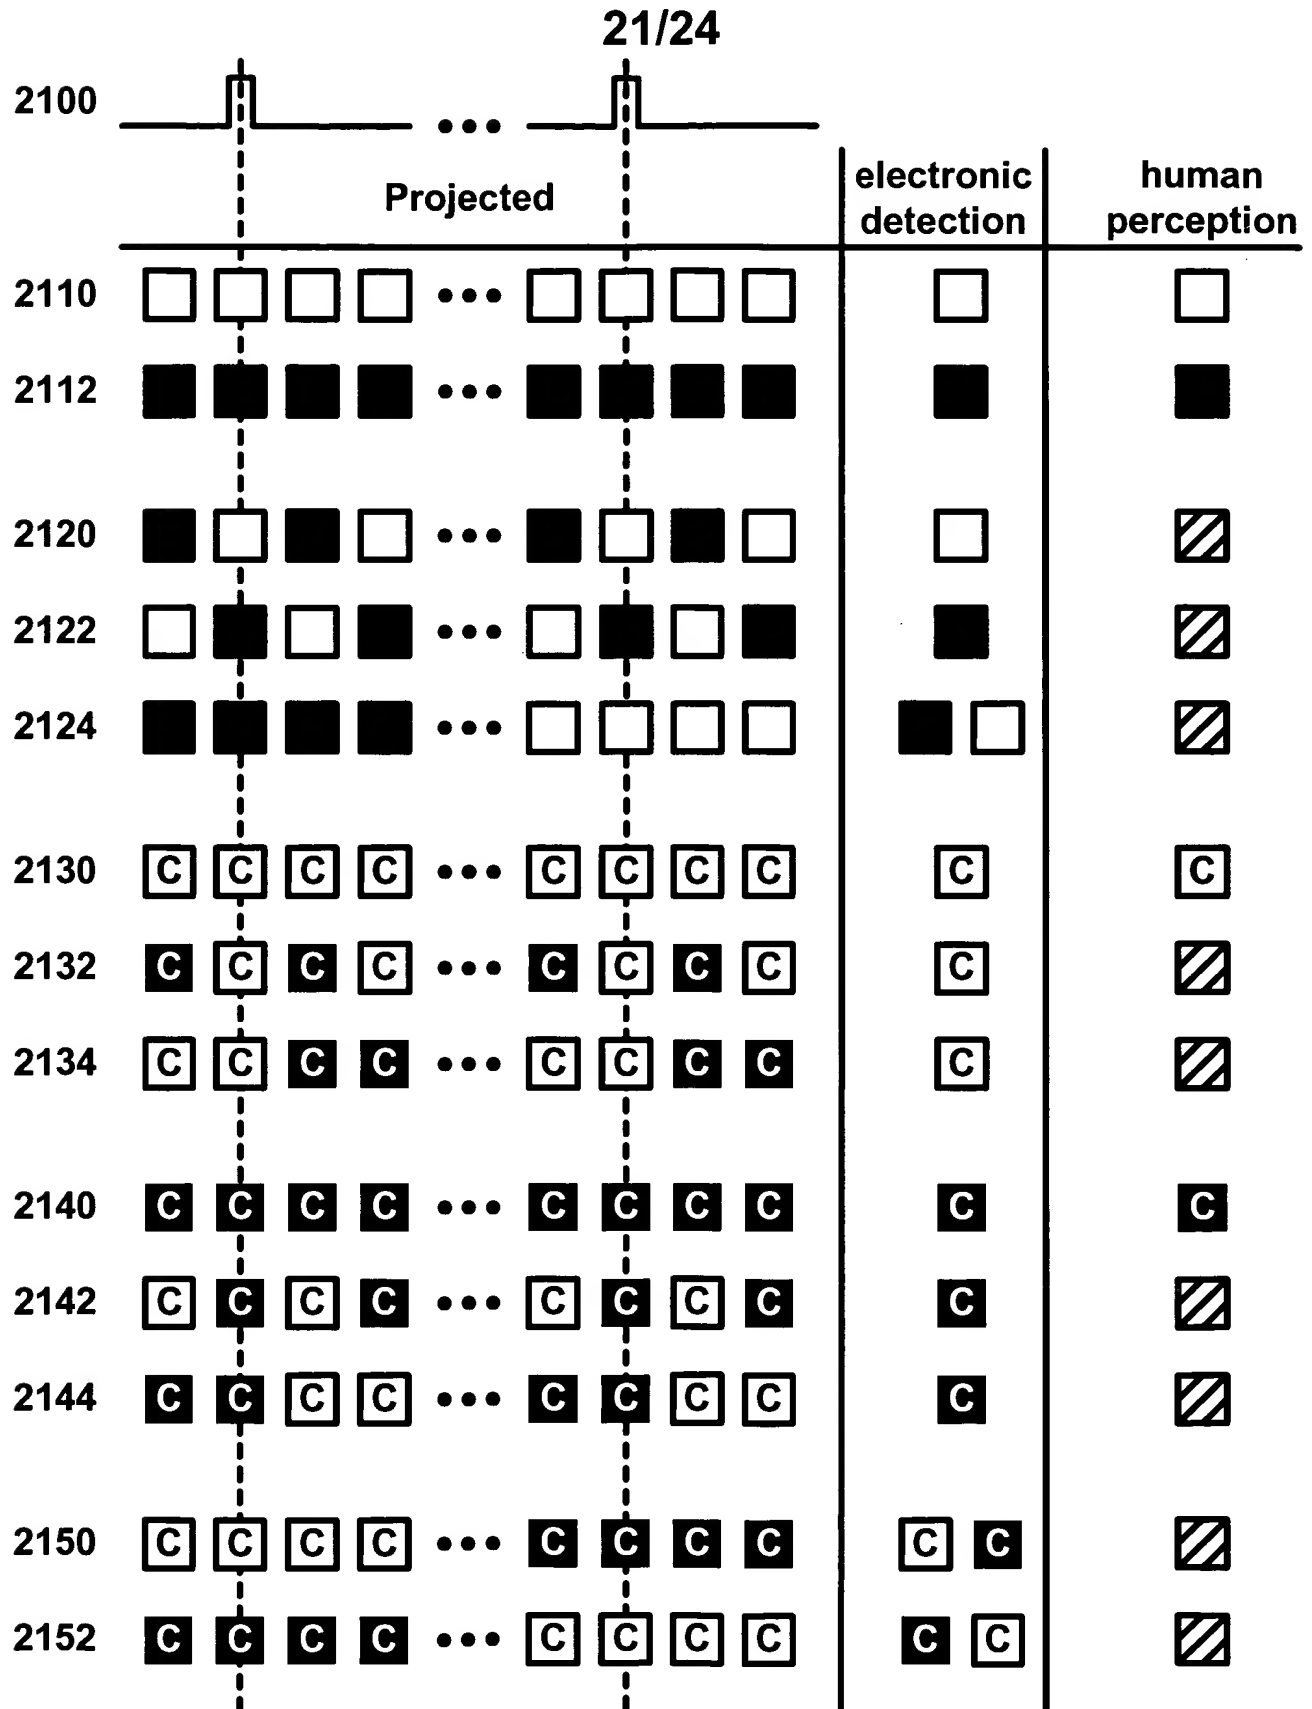 21/24
2100
Projected
electronic detection
human perception
2110
2112
2120
2122
2124
2130 C C C C C C C C C C
2132 C C C C C C C C C
2134 C C C C C C C C C
2140 C C C C C C C C C C
2142 C C C C C C C C C
2144 C C C C C C C C C
2150 C C C C C C C C C C
2152 C C C C C C C C C C